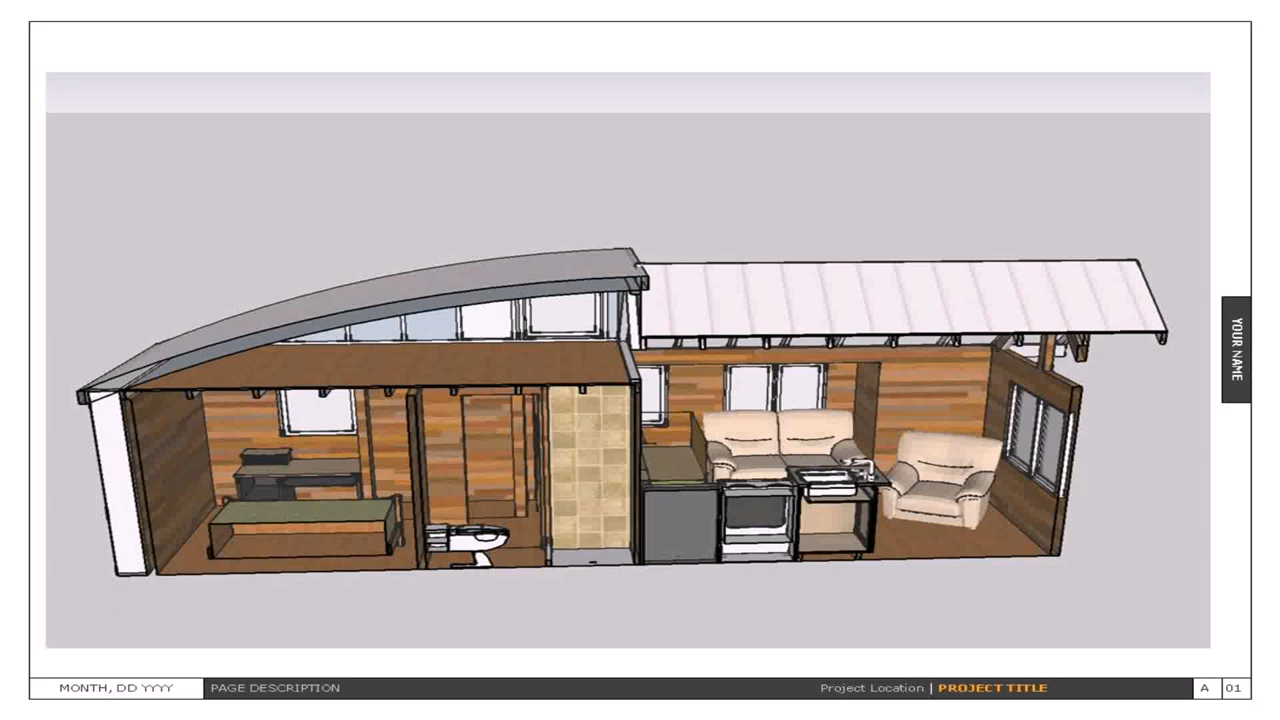 YOUR NAME
MONTH, DD YYYY
PAGE DESCRIPTION
Project Location | PROJECT TITLE
A 01